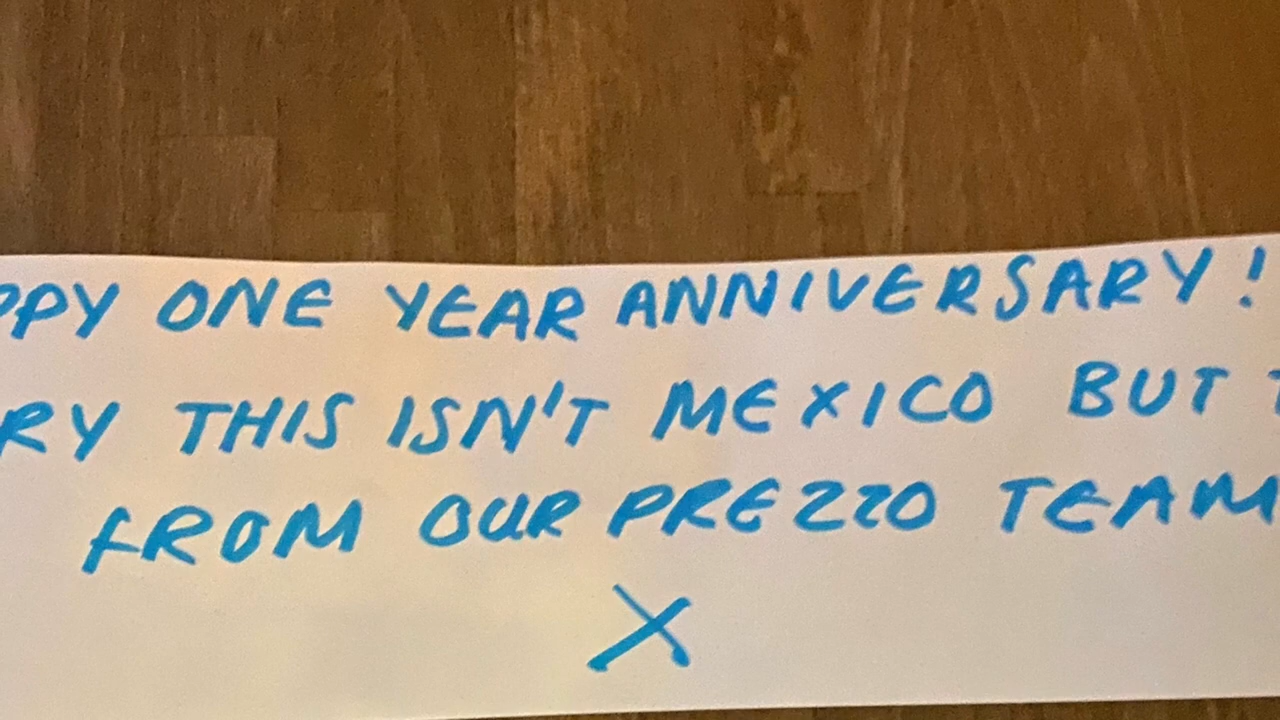 PPY ONE YEAR ANNIVERSARY!
RY THIS ISN'T MEXICO BUT
FROM OUR PREZZO TEAM
X